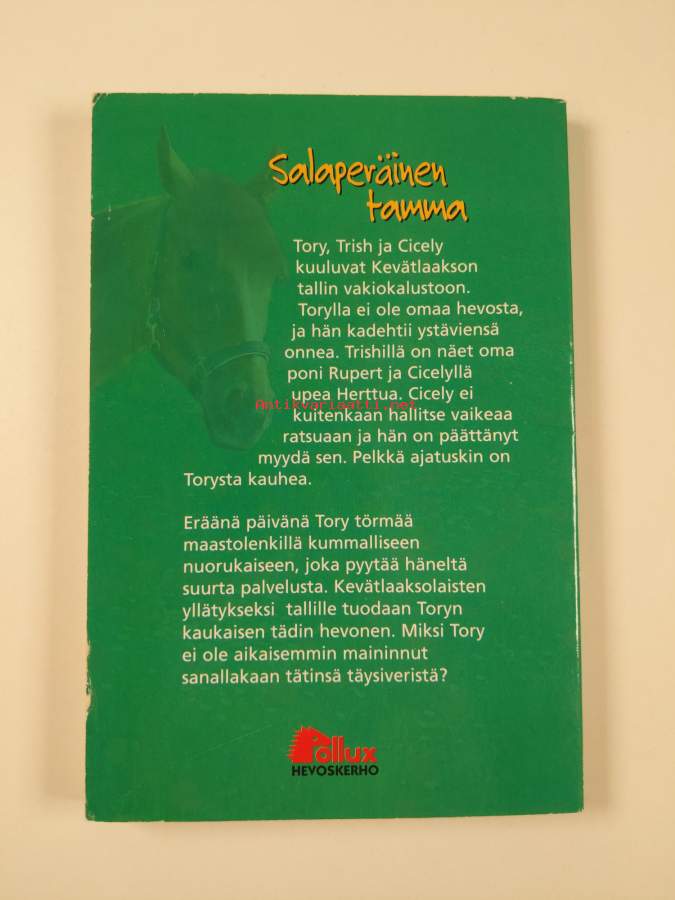 Salaperäinen
tamma
Tory, Trish ja Cicely
kuuluvat Kevätlaakson
tallin vakiokalustoon.
Torylla ei ole omaa hevosta,
ja hän kadehtii ystäviensä
onnea. Trishillä on näet oma
poni Rupert ja Cicelyllä
upea Herttua. Cicely ei
Antikvariaatti.net
kuitenkaan hallitse vaikeaa
ratsuaan ja hän on päättänyt
myydä sen. Pelkkä ajatuskin on
Torysta kauhea.
Eräänä päivänä Tory törmää
maastolenkillä kummalliseen
nuorukaiseen, joka pyytää häneltä
suurta palvelusta. Kevätlaaksolaisten
yllätykseksi tallille tuodaan Toryn
kaukaisen tädin hevonen. Miksi Tory
ei ole aikaisemmin maininnut
sanallakaan tätinsä täysiveristä?
Pollux
HEVOSKERHO